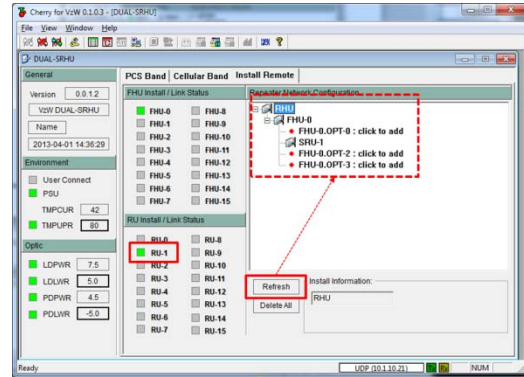 Cherry for VzW 0.1.0.3 - [DUAL-SRHU]
File View Window Help
DUAL-SRHU
General
Version 0.0.1.2
VzW DUAL-SRHU
Name
2013-04-01 14:36:29
Environment
User Connect
PSU
TMPCUR 42
TMPUPR 80
Optic
LDPWR 7.5
LDLWR 5.0
PDPWR 4.5
PDLWR -5.0
PCS Band Cellular Band Install Remote
FHU Install / Link Status
FHU-0 FHU-8
FHU-1 FHU-9
FHU-2 FHU-10
FHU-3 FHU-11
FHU-4 FHU-12
FHU-5 FHU-13
FHU-6 FHU-14
FHU-7 FHU-15
RU Install / Link Status
RU-0 RU-8
RU-1 RU-9
RU-2 RU-10
RU-3 RU-11
RU-4 RU-12
RU-5 RU-13
RU-6 RU-14
RU-7 RU-15
Repeater Network Configuration
RHU
FHU-0
FHU-0.OPT-0 : click to add
SRU-1
FHU-0.OPT-2 : click to add
FHU-0.OPT-3 : click to add
Refresh
Delete All
Install Information:
RHU
Ready UDP (10.1.10.21) Tx Rx NUM